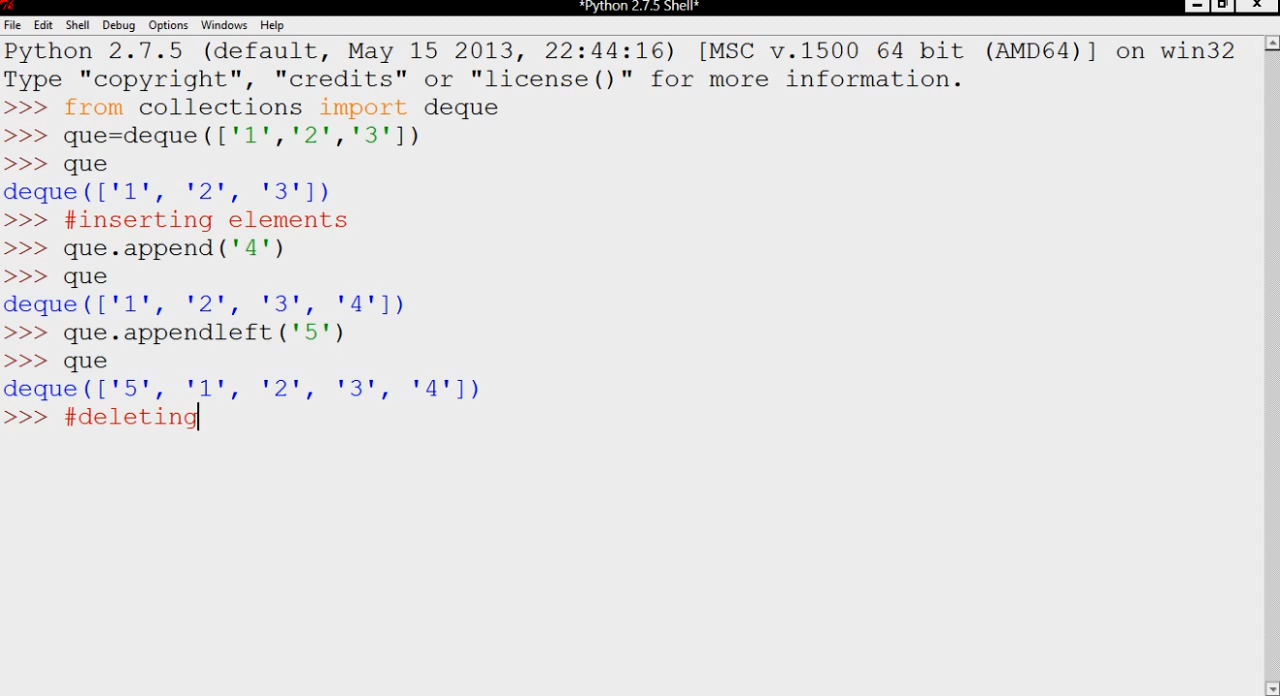 *Python 2.7.5 Shell*
File Edit Shell Debug Options Windows Help
Python 2.7.5 (default, May 15 2013, 22:44:16) [MSC v.1500 64 bit (AMD64)] on win32
Type "copyright", "credits" or "license()" for more information.
>>> from collections import deque
>>> que=deque(['1','2','3'])
>>> que
deque(['1', '2', '3'])
>>> #inserting elements
>>> que.append('4')
>>> que
deque(['1', '2', '3', '4'])
>>> que.appendleft('5')
>>> que
deque(['5', '1', '2', '3', '4'])
>>> #deleting